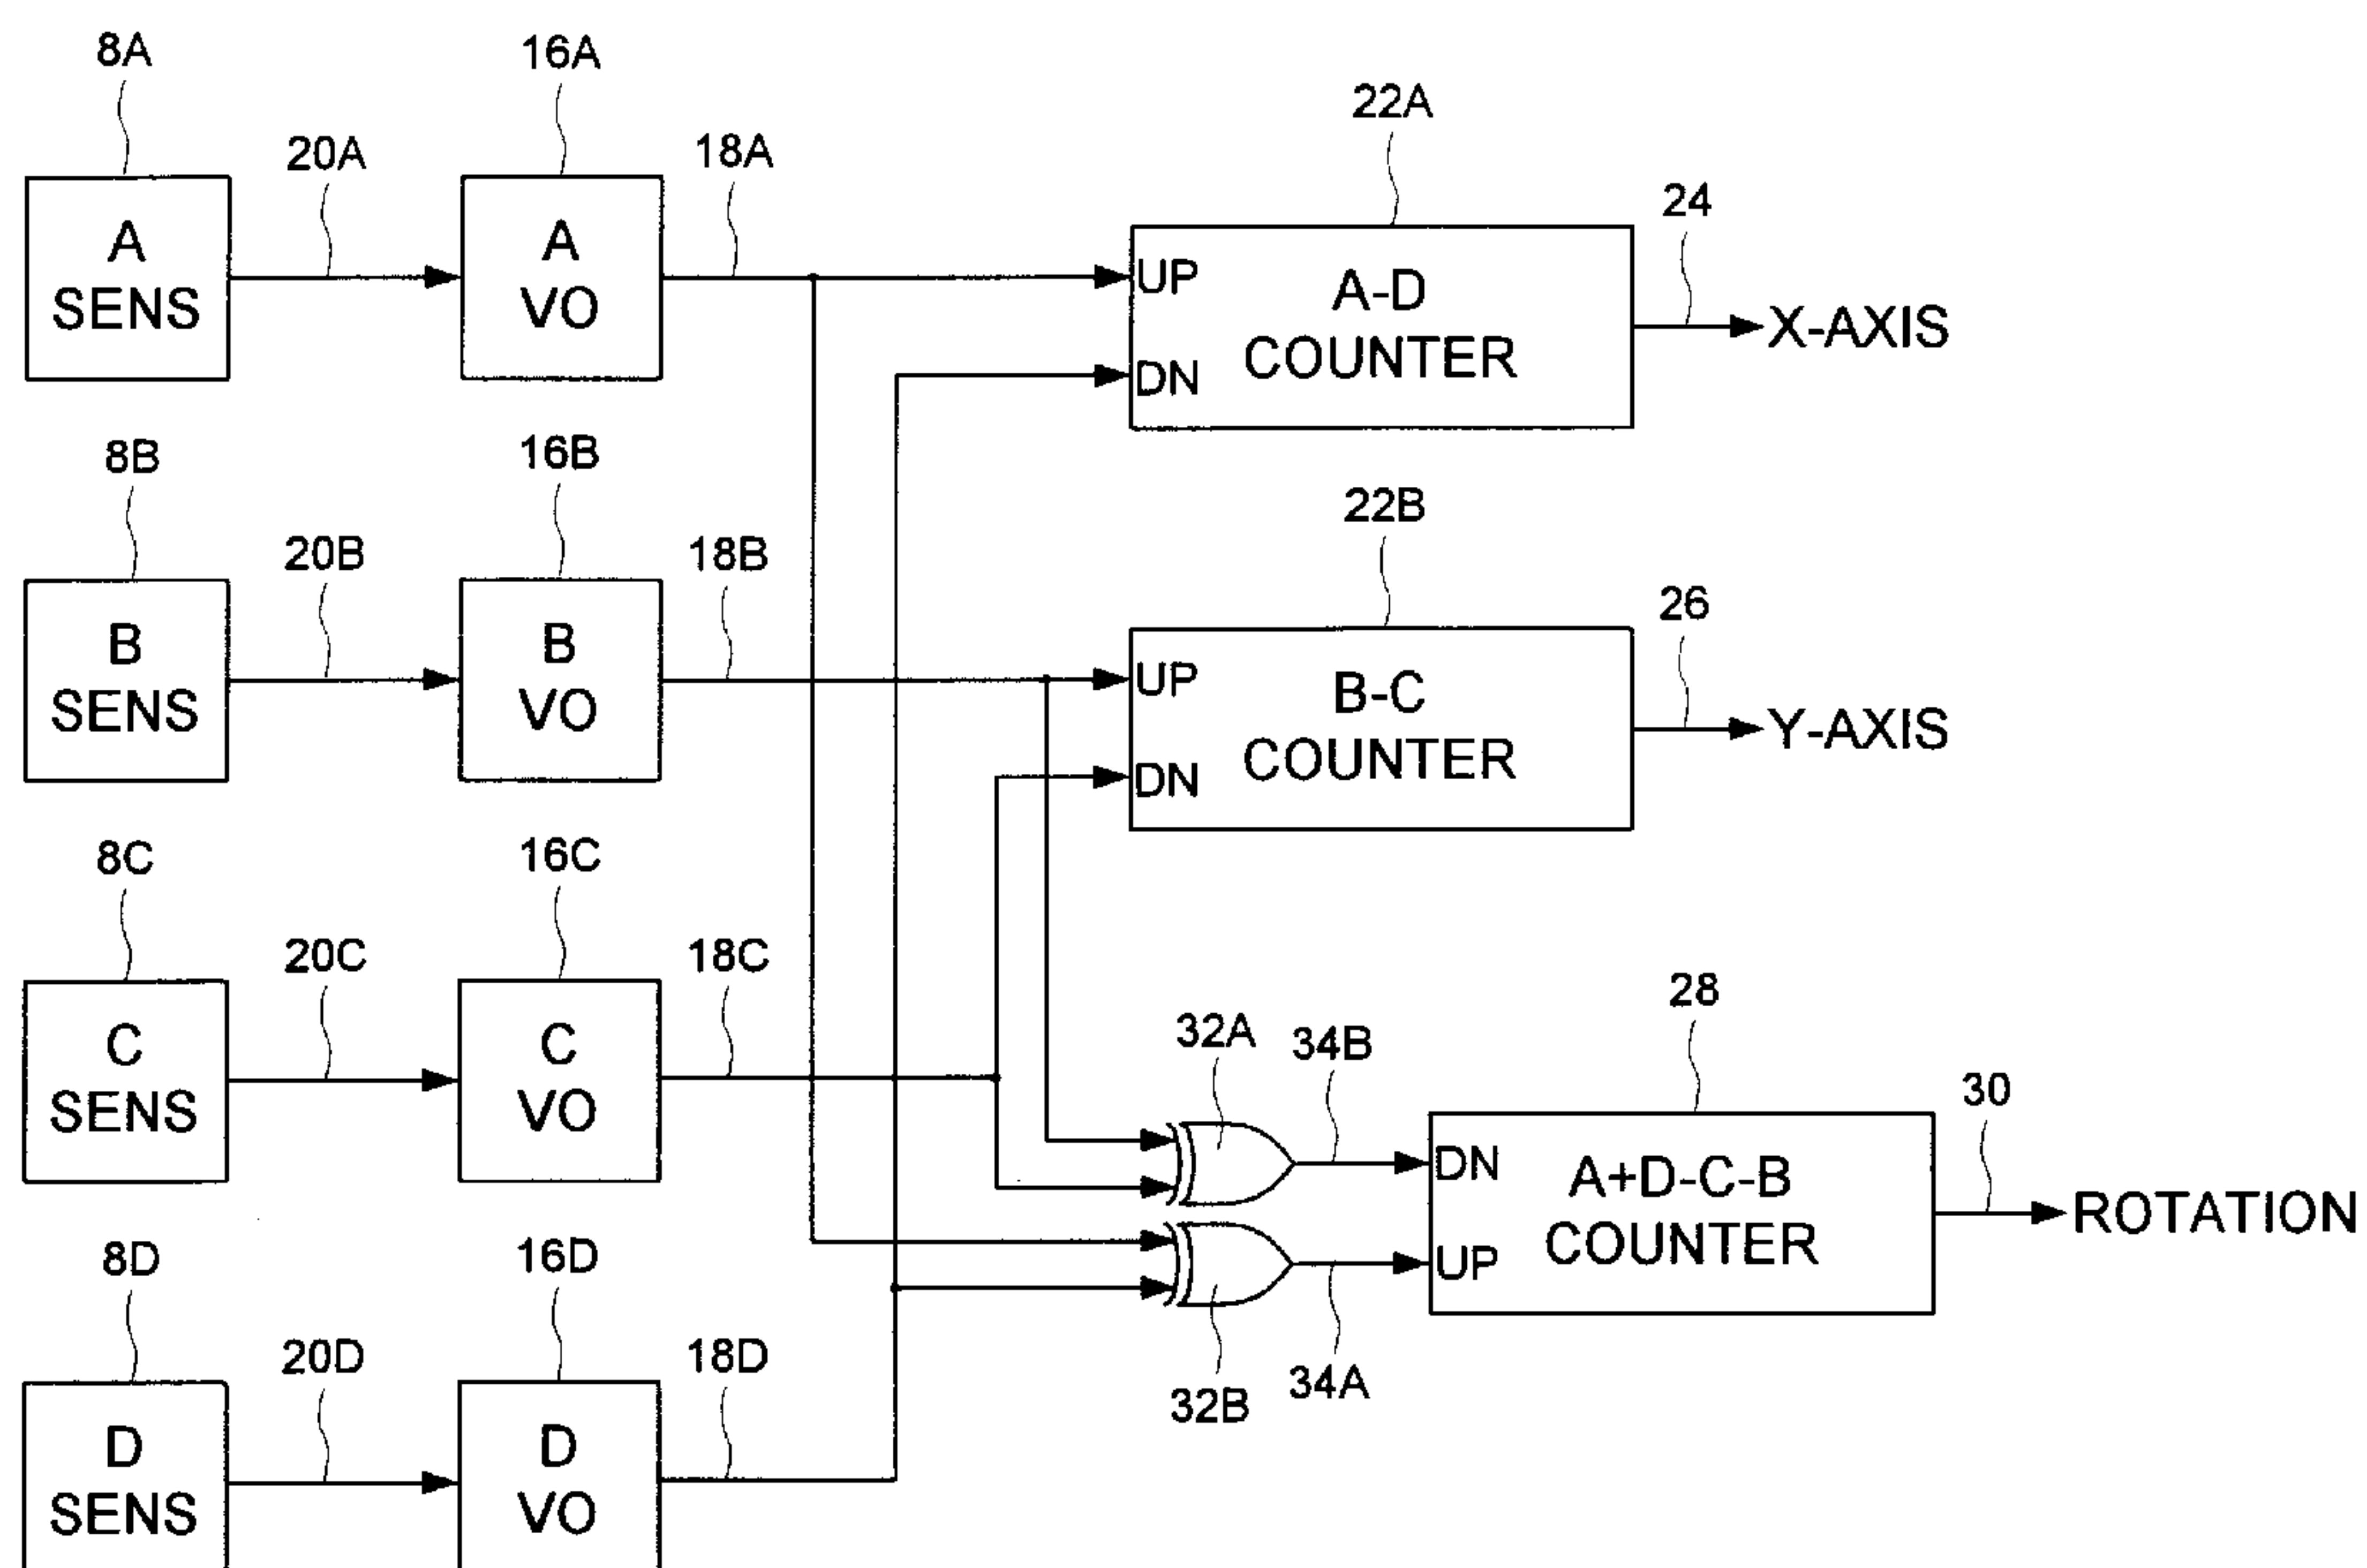 8A
16A
22A
20A
18A
24
A
SENS
A
VO
UP
A-D
COUNTER
DN
X-AXIS
8B
16B
22B
20B
18B
26
B
SENS
B
VO
UP
B-C
COUNTER
DN
Y-AXIS
8C
16C
20C
18C
28
32A
34B
30
C
SENS
C
VO
DN
A+D-C-B
COUNTER
UP
ROTATION
8D
16D
20D
18D
32B
34A
D
SENS
D
VO